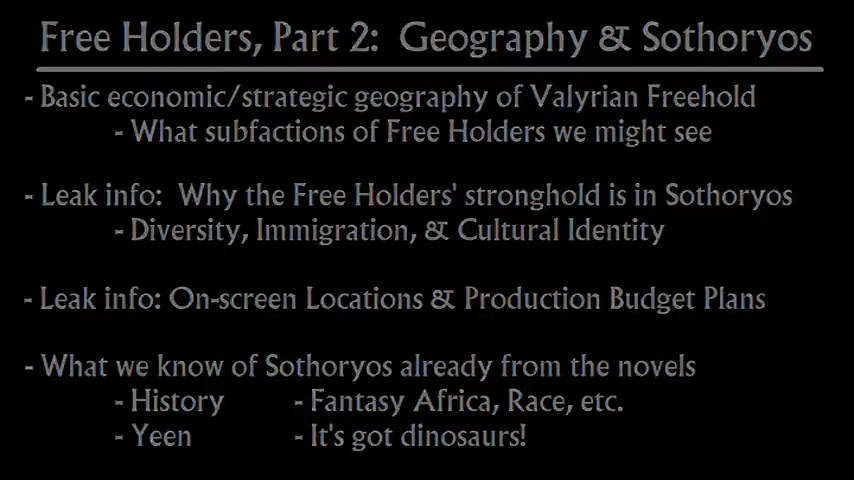 Free Holders, Part 2: Geography & Sothoryos
- Basic economic/strategic geography of Valyrian Freehold
- What subfactions of Free Holders we might see
- Leak info: Why the Free Holders' stronghold is in Sothoryos
- Diversity, Immigration, & Cultural Identity
- Leak info: On-screen Locations & Production Budget Plans
- What we know of Sothoryos already from the novels
- History - Fantasy Africa, Race, etc.
- Yeen - It's got dinosaurs!